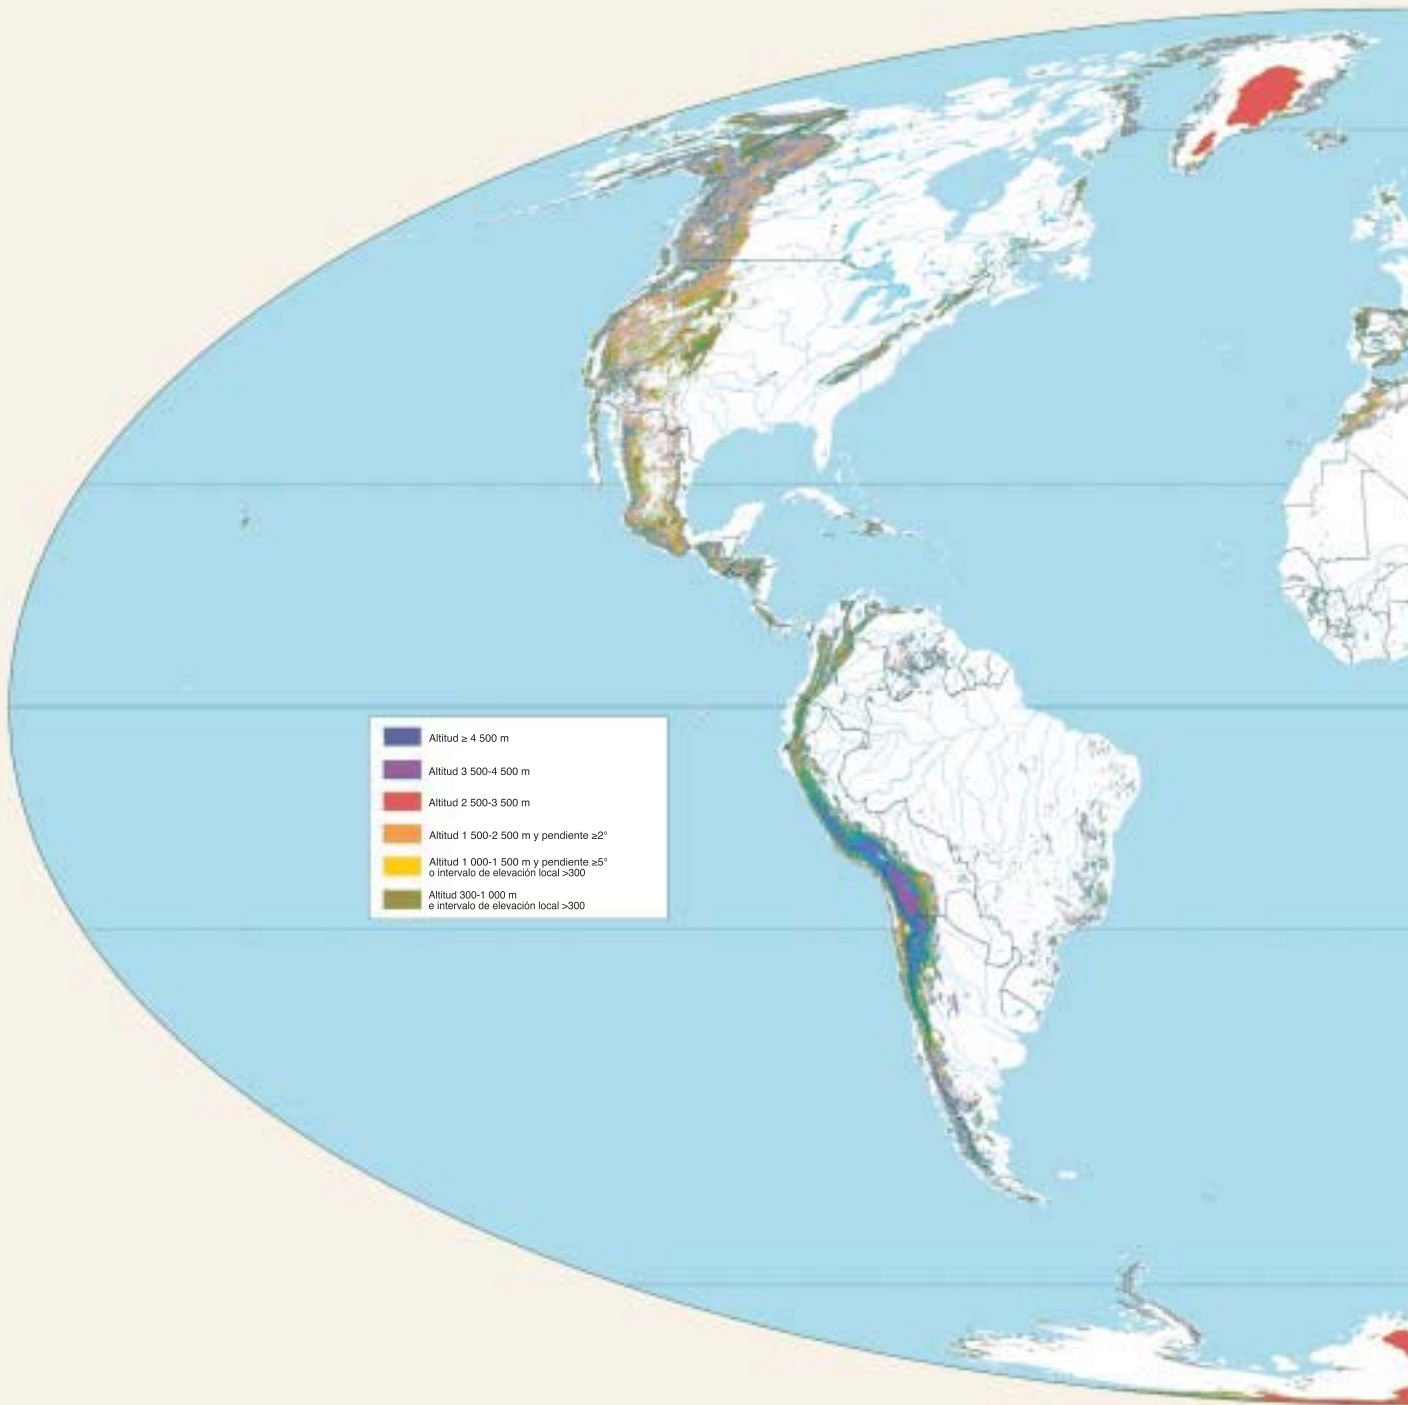 Altitud ≥ 4 500 m
Altitud 3 500-4 500 m
Altitud 2 500-3 500 m
Altitud 1 500-2 500 m y pendiente ≥2°
Altitud 1 000-1 500 m y pendiente ≥5°
o intervalo de elevación local >300
Altitud 300-1 000 m
e intervalo de elevación local >300